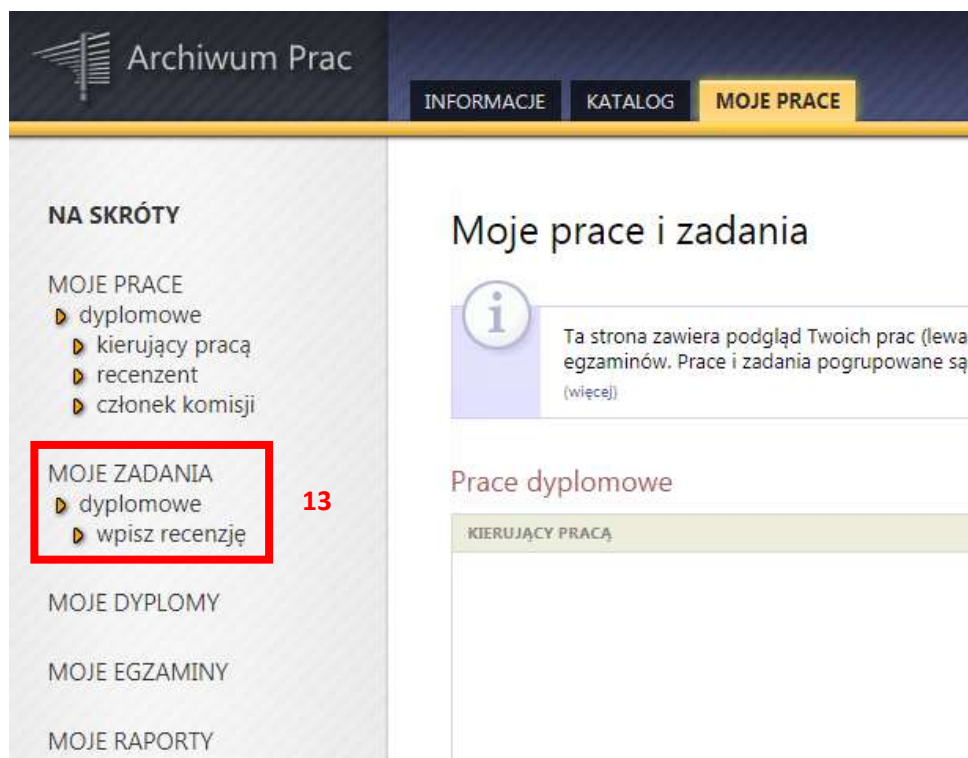 Archiwum Prac
INFORMACJE KATALOG MOJE PRACE
NA SKRÓTY
MOJE PRACE
dyplomowe
kierujący pracą
recenzent
członek komisji
MOJE ZADANIA
dyplomowe
wpisz recenzję
13
MOJE DYPLOMY
MOJE EGZAMINY
MOJE RAPORTY
Moje prace i zadania
i
Ta strona zawiera podgląd Twoich prac (lewa
egzaminów. Prace i zadania pogrupowane są
(więcej)
Prace dyplomowe
KIERUJĄCY PRACĄ